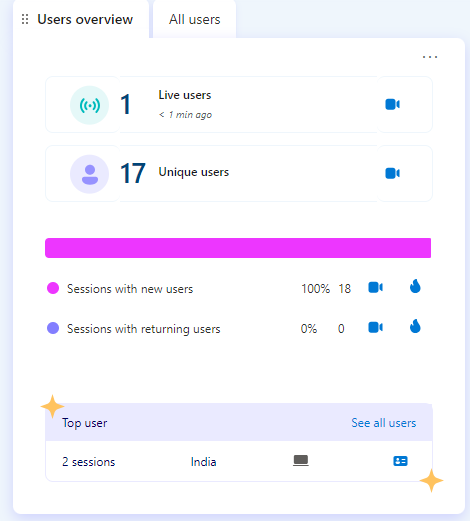 Users overview All users
1 Live users
< 1 min ago
17 Unique users
Sessions with new users 100% 18
Sessions with returning users 0% 0
Top user See all users
2 sessions India